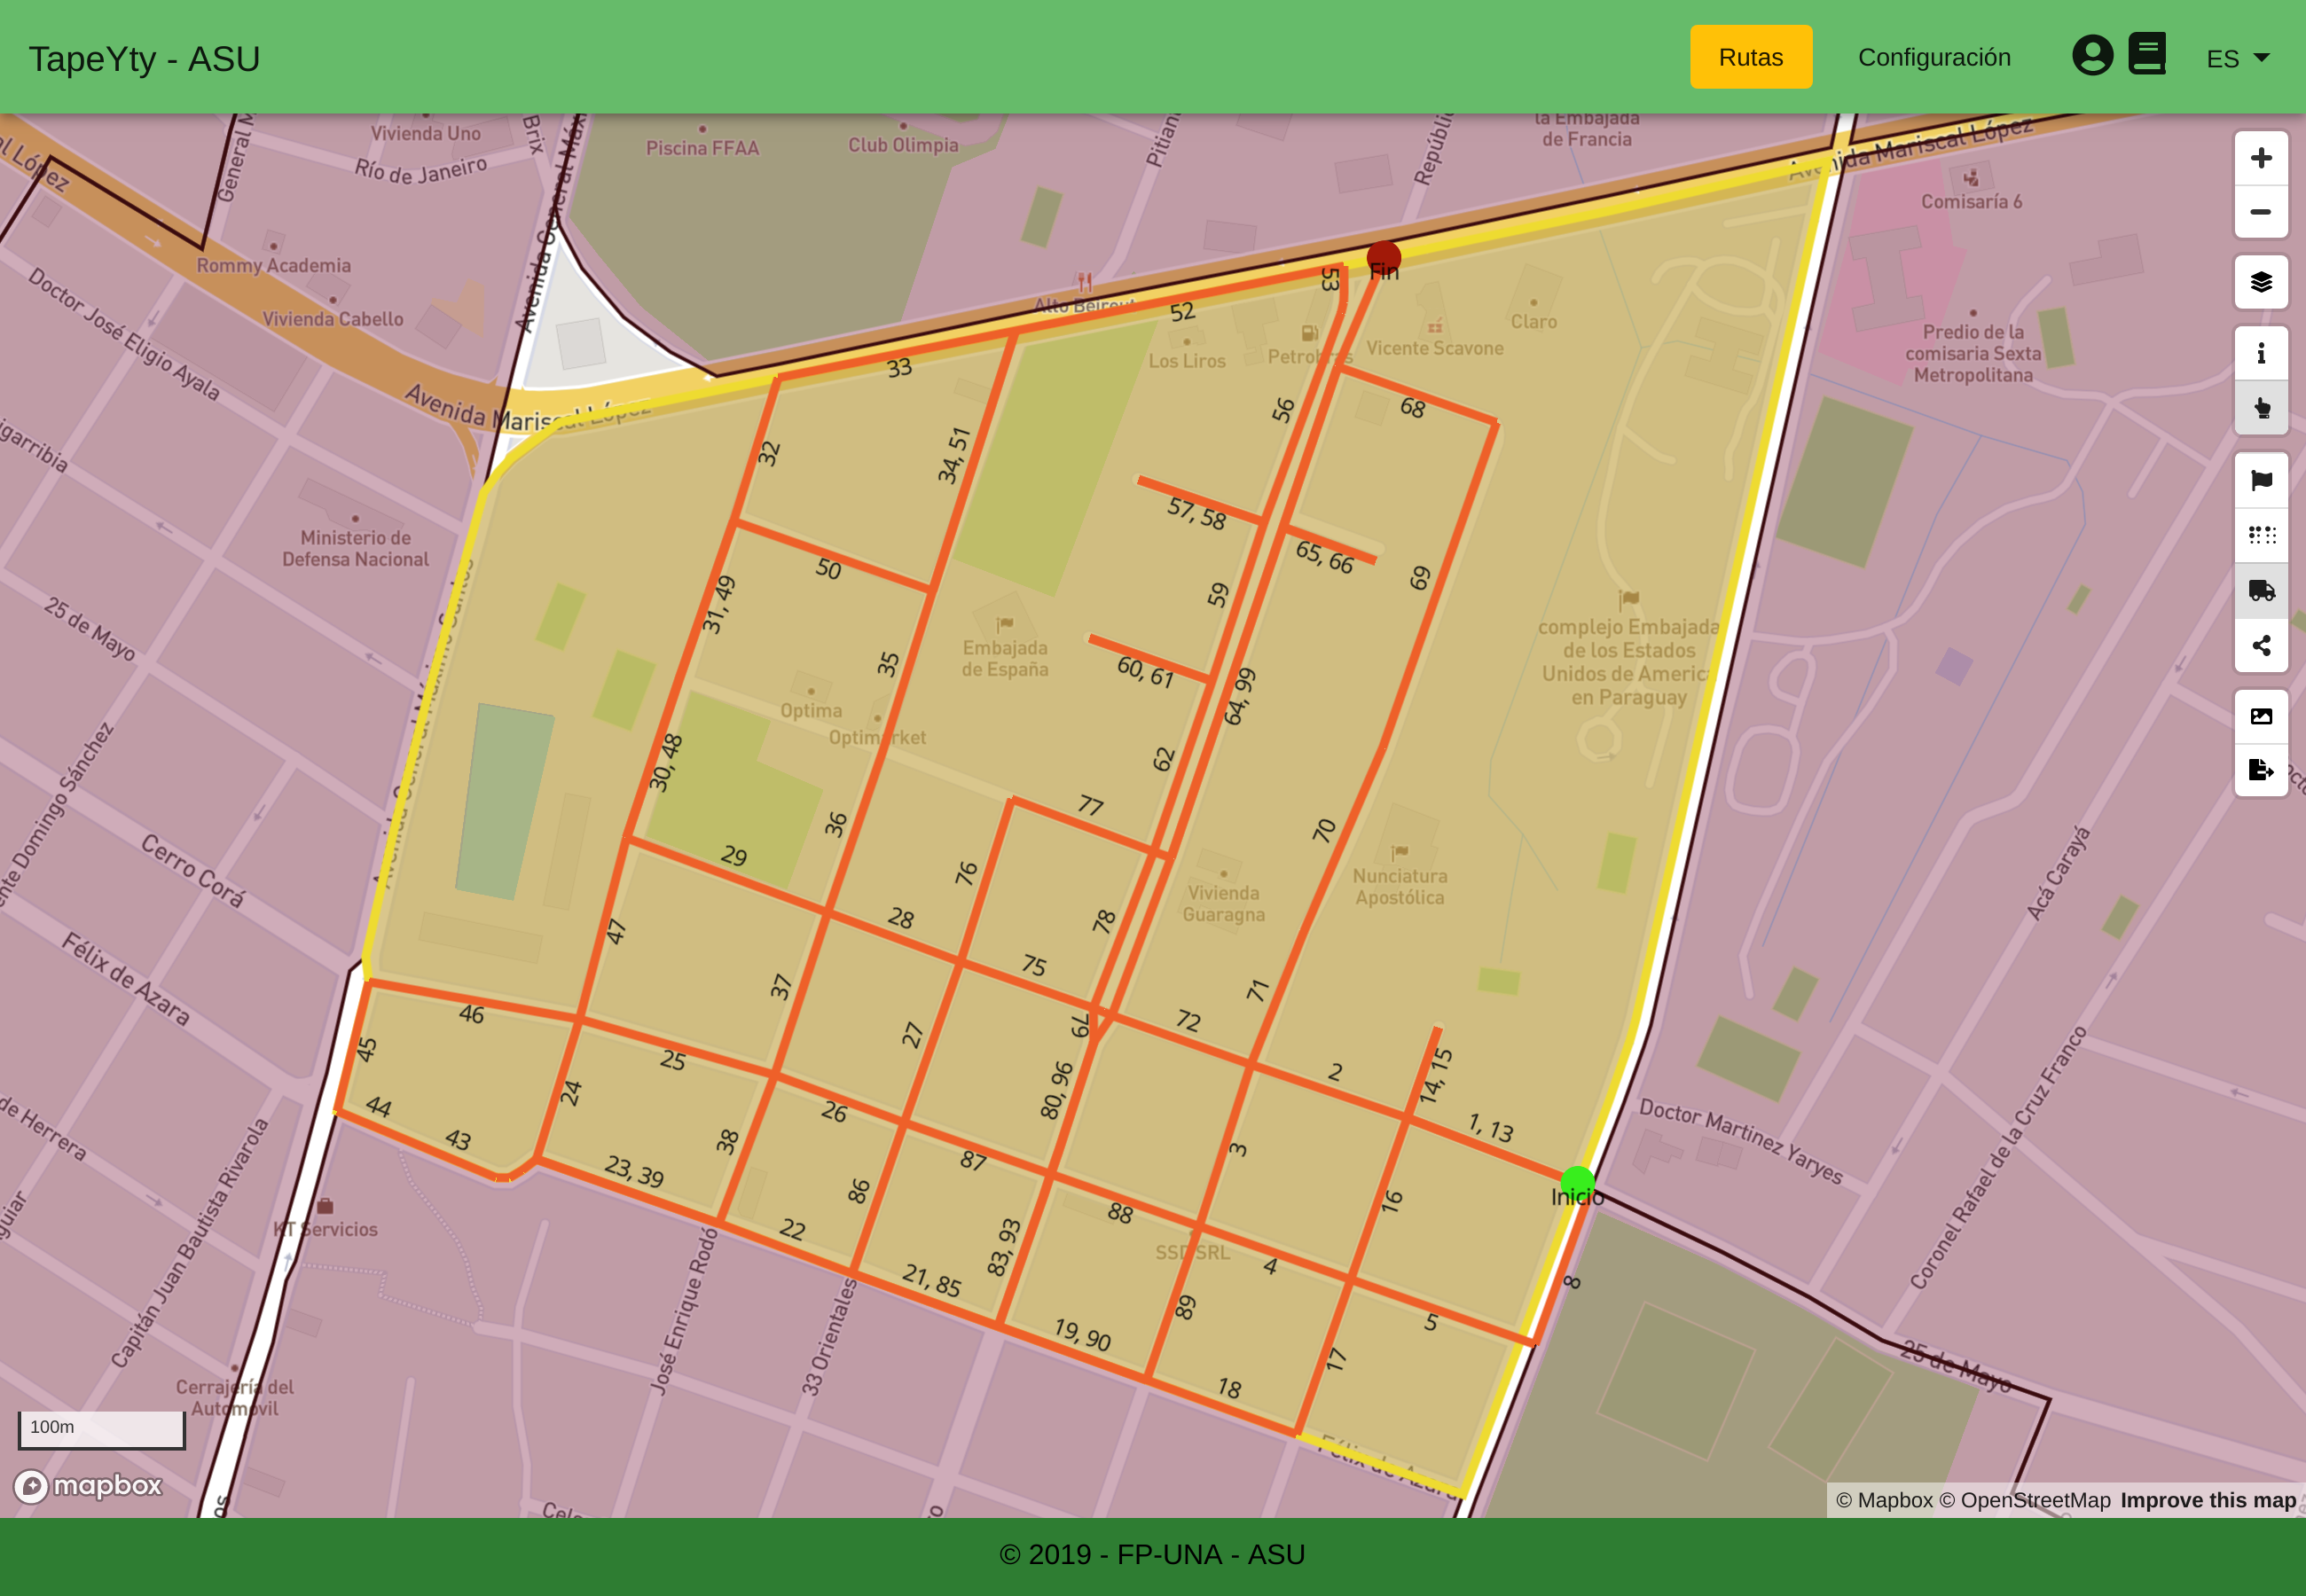 TapeYty - ASU
Rutas
Configuración
ES
Vivienda Uno
Río de Janeiro
Brix
Piscina FFAA
Club Olimpia
la Embajada
de Francia
Avenida Mariscal López
Comisaría 6
Rommy Academia
Vivienda Cabello
Doctor José Eligio Ayala
Fin
53
Alto Beirout
52
33
Los Liros
Petrobras
Vicente Scavone
Claro
Predio de la
comisaria Sexta
Metropolitana
Avenida Mariscal López
32
34, 51
56
68
57, 58
65, 66
Ministerio de
Defensa Nacional
50
31, 49
59
69
25 de Mayo
Embajada
de España
complejo Embajada
de los Estados
Unidos de America
en Paraguay
35
60, 61
64, 99
Optima
Optimarket
30, 48
62
77
36
29
76
70
Cerro Corá
Vivienda
Guaragna
Nunciatura
Apostólica
Acá Carayá
28
78
47
75
Félix de Azara
37
71
46
27
79
72
45
25
2
14, 15
24
80, 96
44
26
1, 13
Doctor Martinez Yaryes
43
38
3
87
23, 39
86
16
Inicio
Coronel Rafael de la Cruz Franco
KT Servicios
22
88
83, 93
SSD SRL
4
8
21, 85
89
5
Capitán Juan Bautista Rivarola
José Enrique Rodó
33 Orientales
19, 90
17
18
25 de Mayo
Cerrajería del
Automóvil
100m
mapbox
© Mapbox © OpenStreetMap Improve this map
© 2019 - FP-UNA - ASU